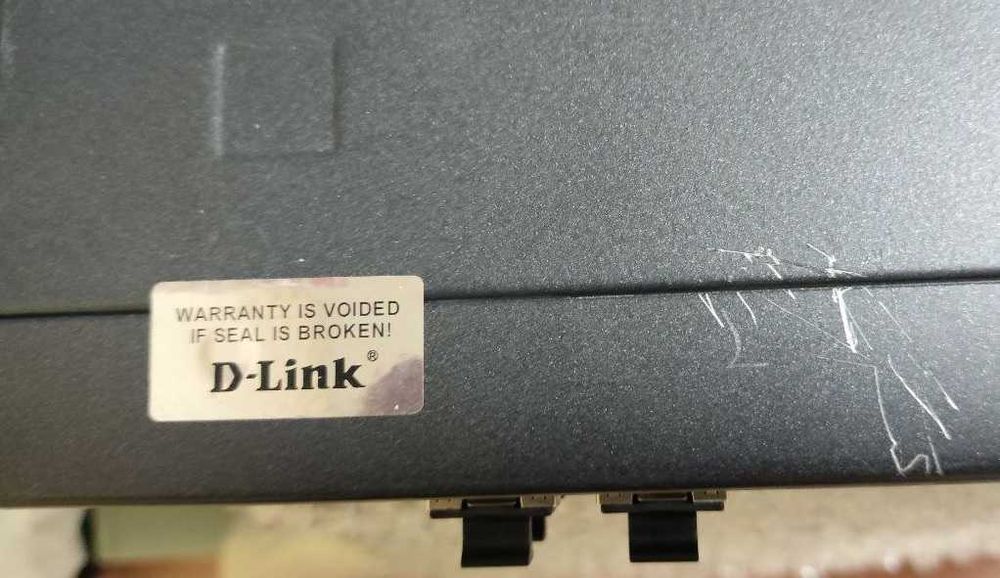 WARRANTY IS VOIDED
IF SEAL IS BROKEN!
D-Link®